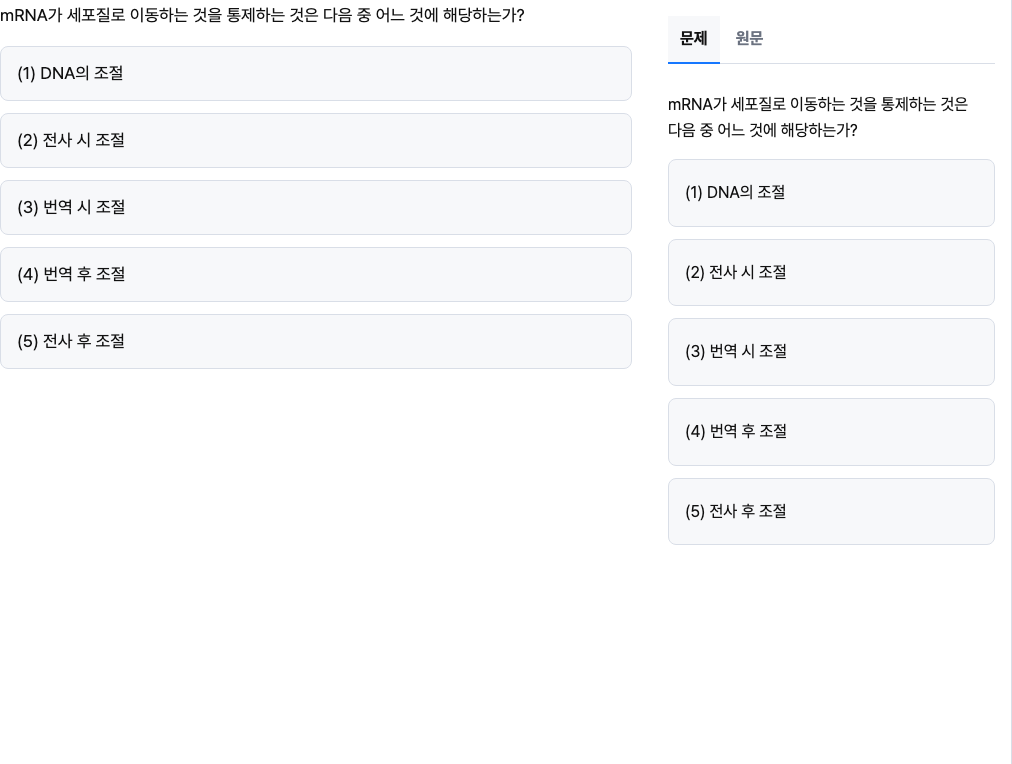 mRNA가 세포질로 이동하는 것을 통제하는 것은 다음 중 어느 것에 해당하는가?
(1) DNA의 조절
(2) 전사 시 조절
(3) 번역 시 조절
(4) 번역 후 조절
(5) 전사 후 조절
문제 원문
mRNA가 세포질로 이동하는 것을 통제하는 것은
다음 중 어느 것에 해당하는가?
(1) DNA의 조절
(2) 전사 시 조절
(3) 번역 시 조절
(4) 번역 후 조절
(5) 전사 후 조절